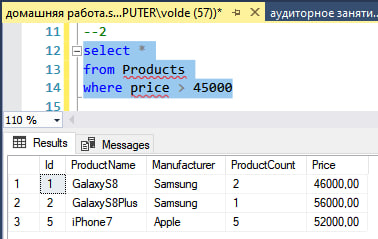 домашняя работа.s...PUTER\volde (57))*
аудиторное заняти
11 --2
12 select *
13 from Products
14 where price > 45000
110 %
Results Messages
Id ProductName Manufacturer ProductCount Price
1 1 GalaxyS8 Samsung 2 46000,00
2 2 GalaxyS8Plus Samsung 1 56000,00
3 5 iPhone7 Apple 5 52000,00